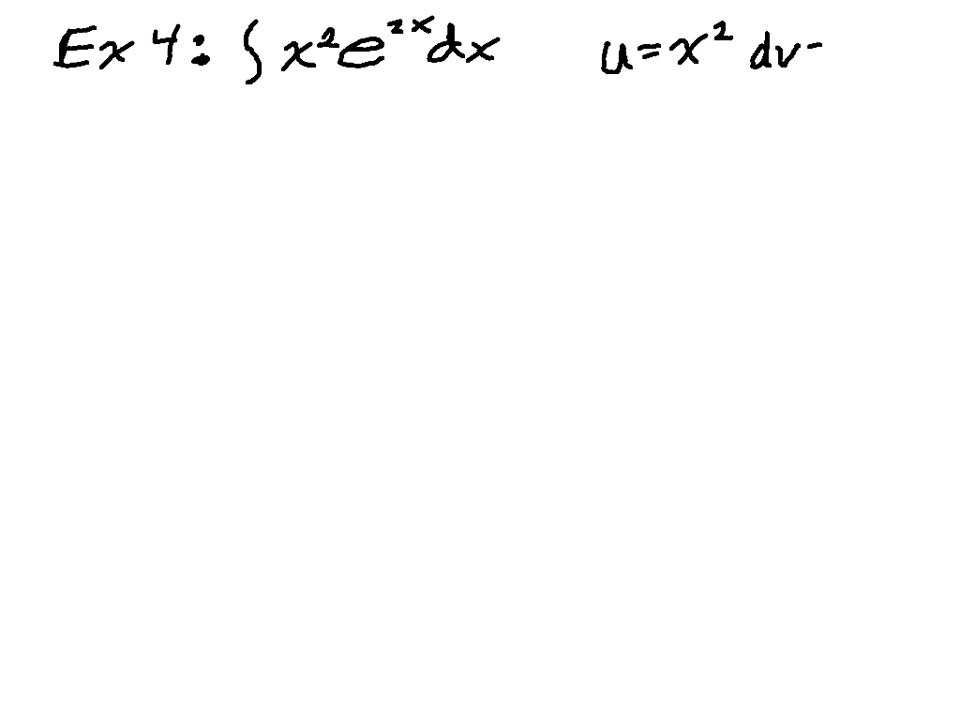 Ex 4: ∫ x²e²ˣdx u=x² dv-